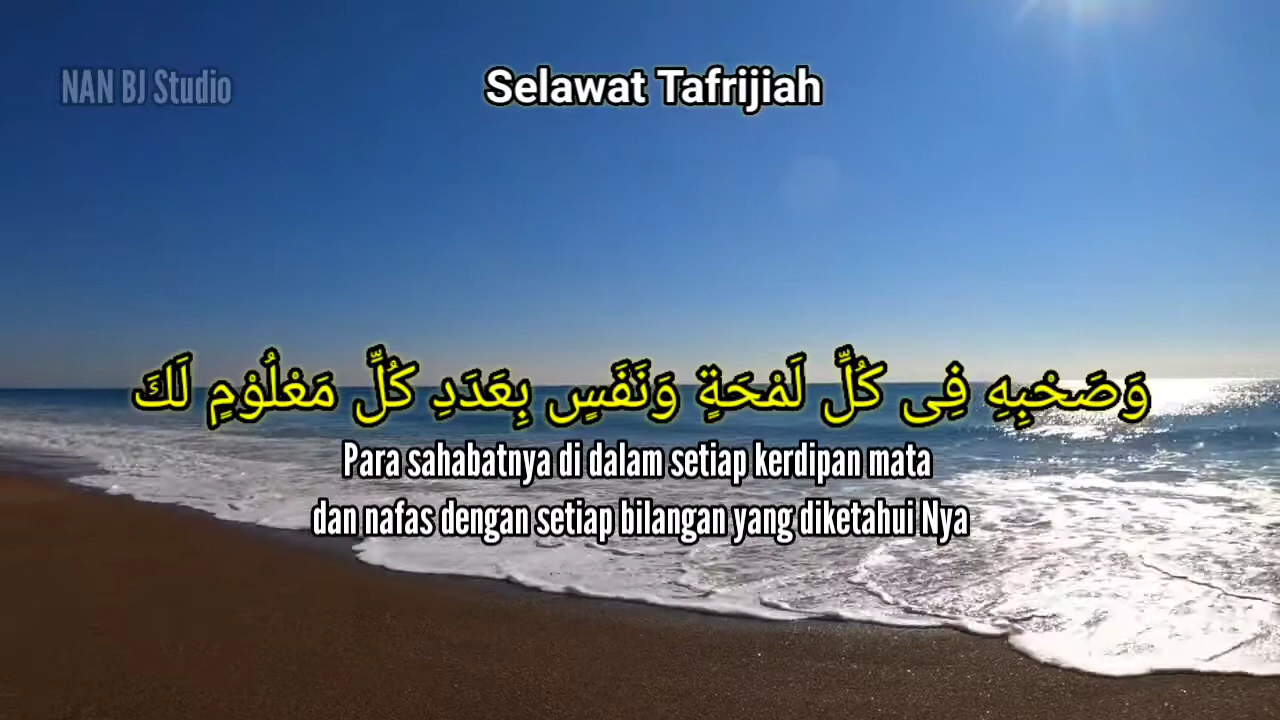 NAN BJ Studio
Selawat Tafrijiah
وَصَحْبِهِ فِى كُلِّ لَمْحَةٍ وَنَفَسٍ بِعَدَدِ كُلِّ مَعْلُوْمٍ لَكَ
Para sahabatnya di dalam setiap kerdipan mata
dan nafas dengan setiap bilangan yang diketahui Nya